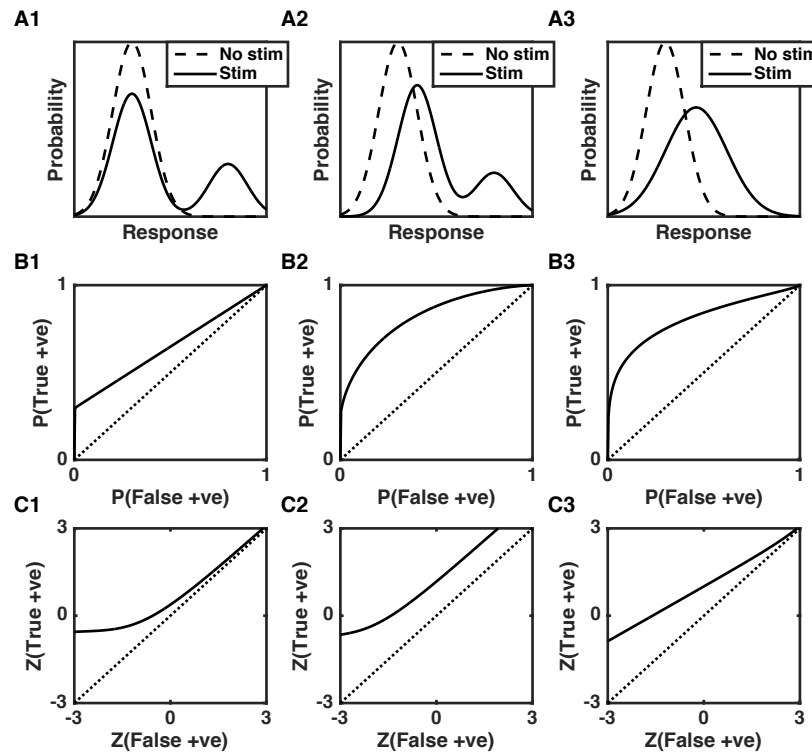 A1
A2
A3
No stim
Stim
No stim
Stim
No stim
Stim
Probability
Probability
Probability
Response
Response
Response
B1
B2
B3
1
1
1
P(True +ve)
P(True +ve)
P(True +ve)
0
0
0
0
1
0
1
0
1
P(False +ve)
P(False +ve)
P(False +ve)
C1
C2
C3
3
3
3
Z(True +ve)
Z(True +ve)
Z(True +ve)
0
0
0
-3
-3
-3
-3
0
3
-3
0
3
-3
0
3
Z(False +ve)
Z(False +ve)
Z(False +ve)